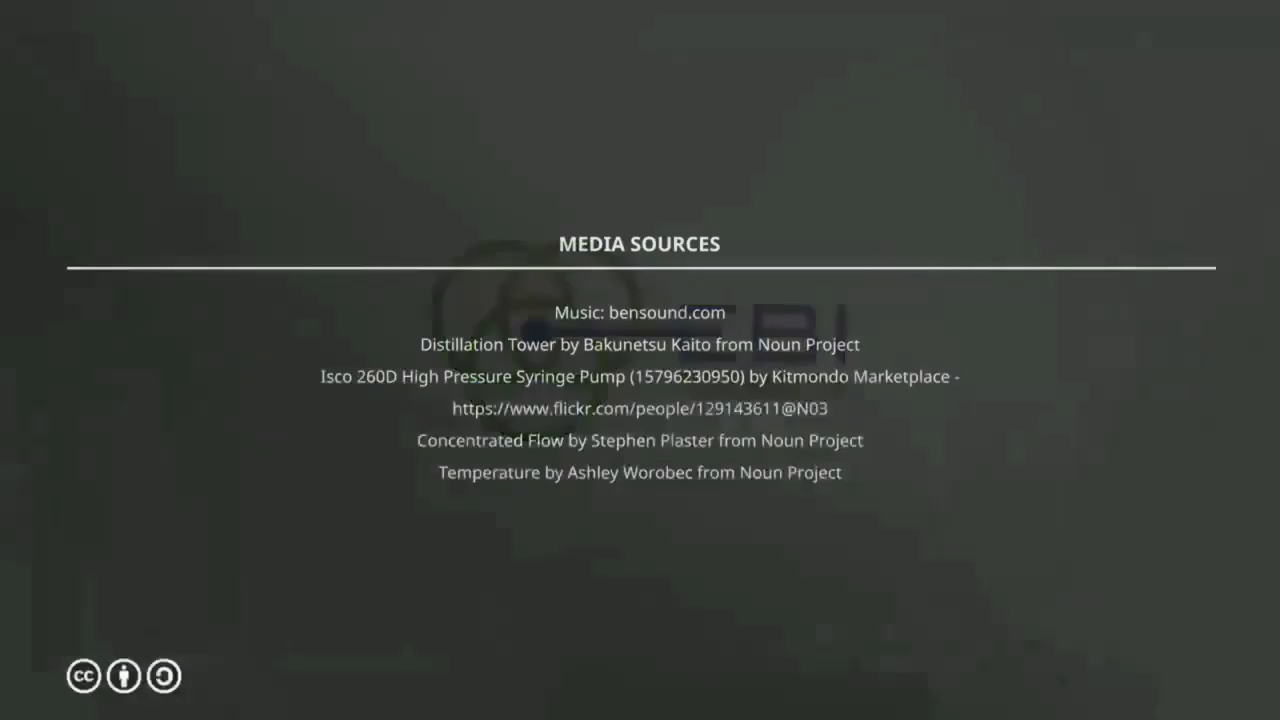 MEDIA SOURCES
Music: bensound.com
EBI
Distillation Tower by Bakunetsu Kaito from Noun Project
Isco 260D High Pressure Syringe Pump (15796230950) by Kitmondo Marketplace -
https://www.flickr.com/people/129143611@N03
Concentrated Flow by Stephen Plaster from Noun Project
Temperature by Ashley Worobec from Noun Project
cc